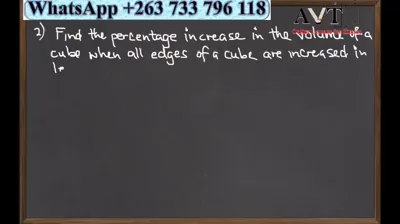 WhatsApp +263 733 796 118
AVT
2) Find the percentage increase in the volume of a
cube when all edges of a cube are increased in